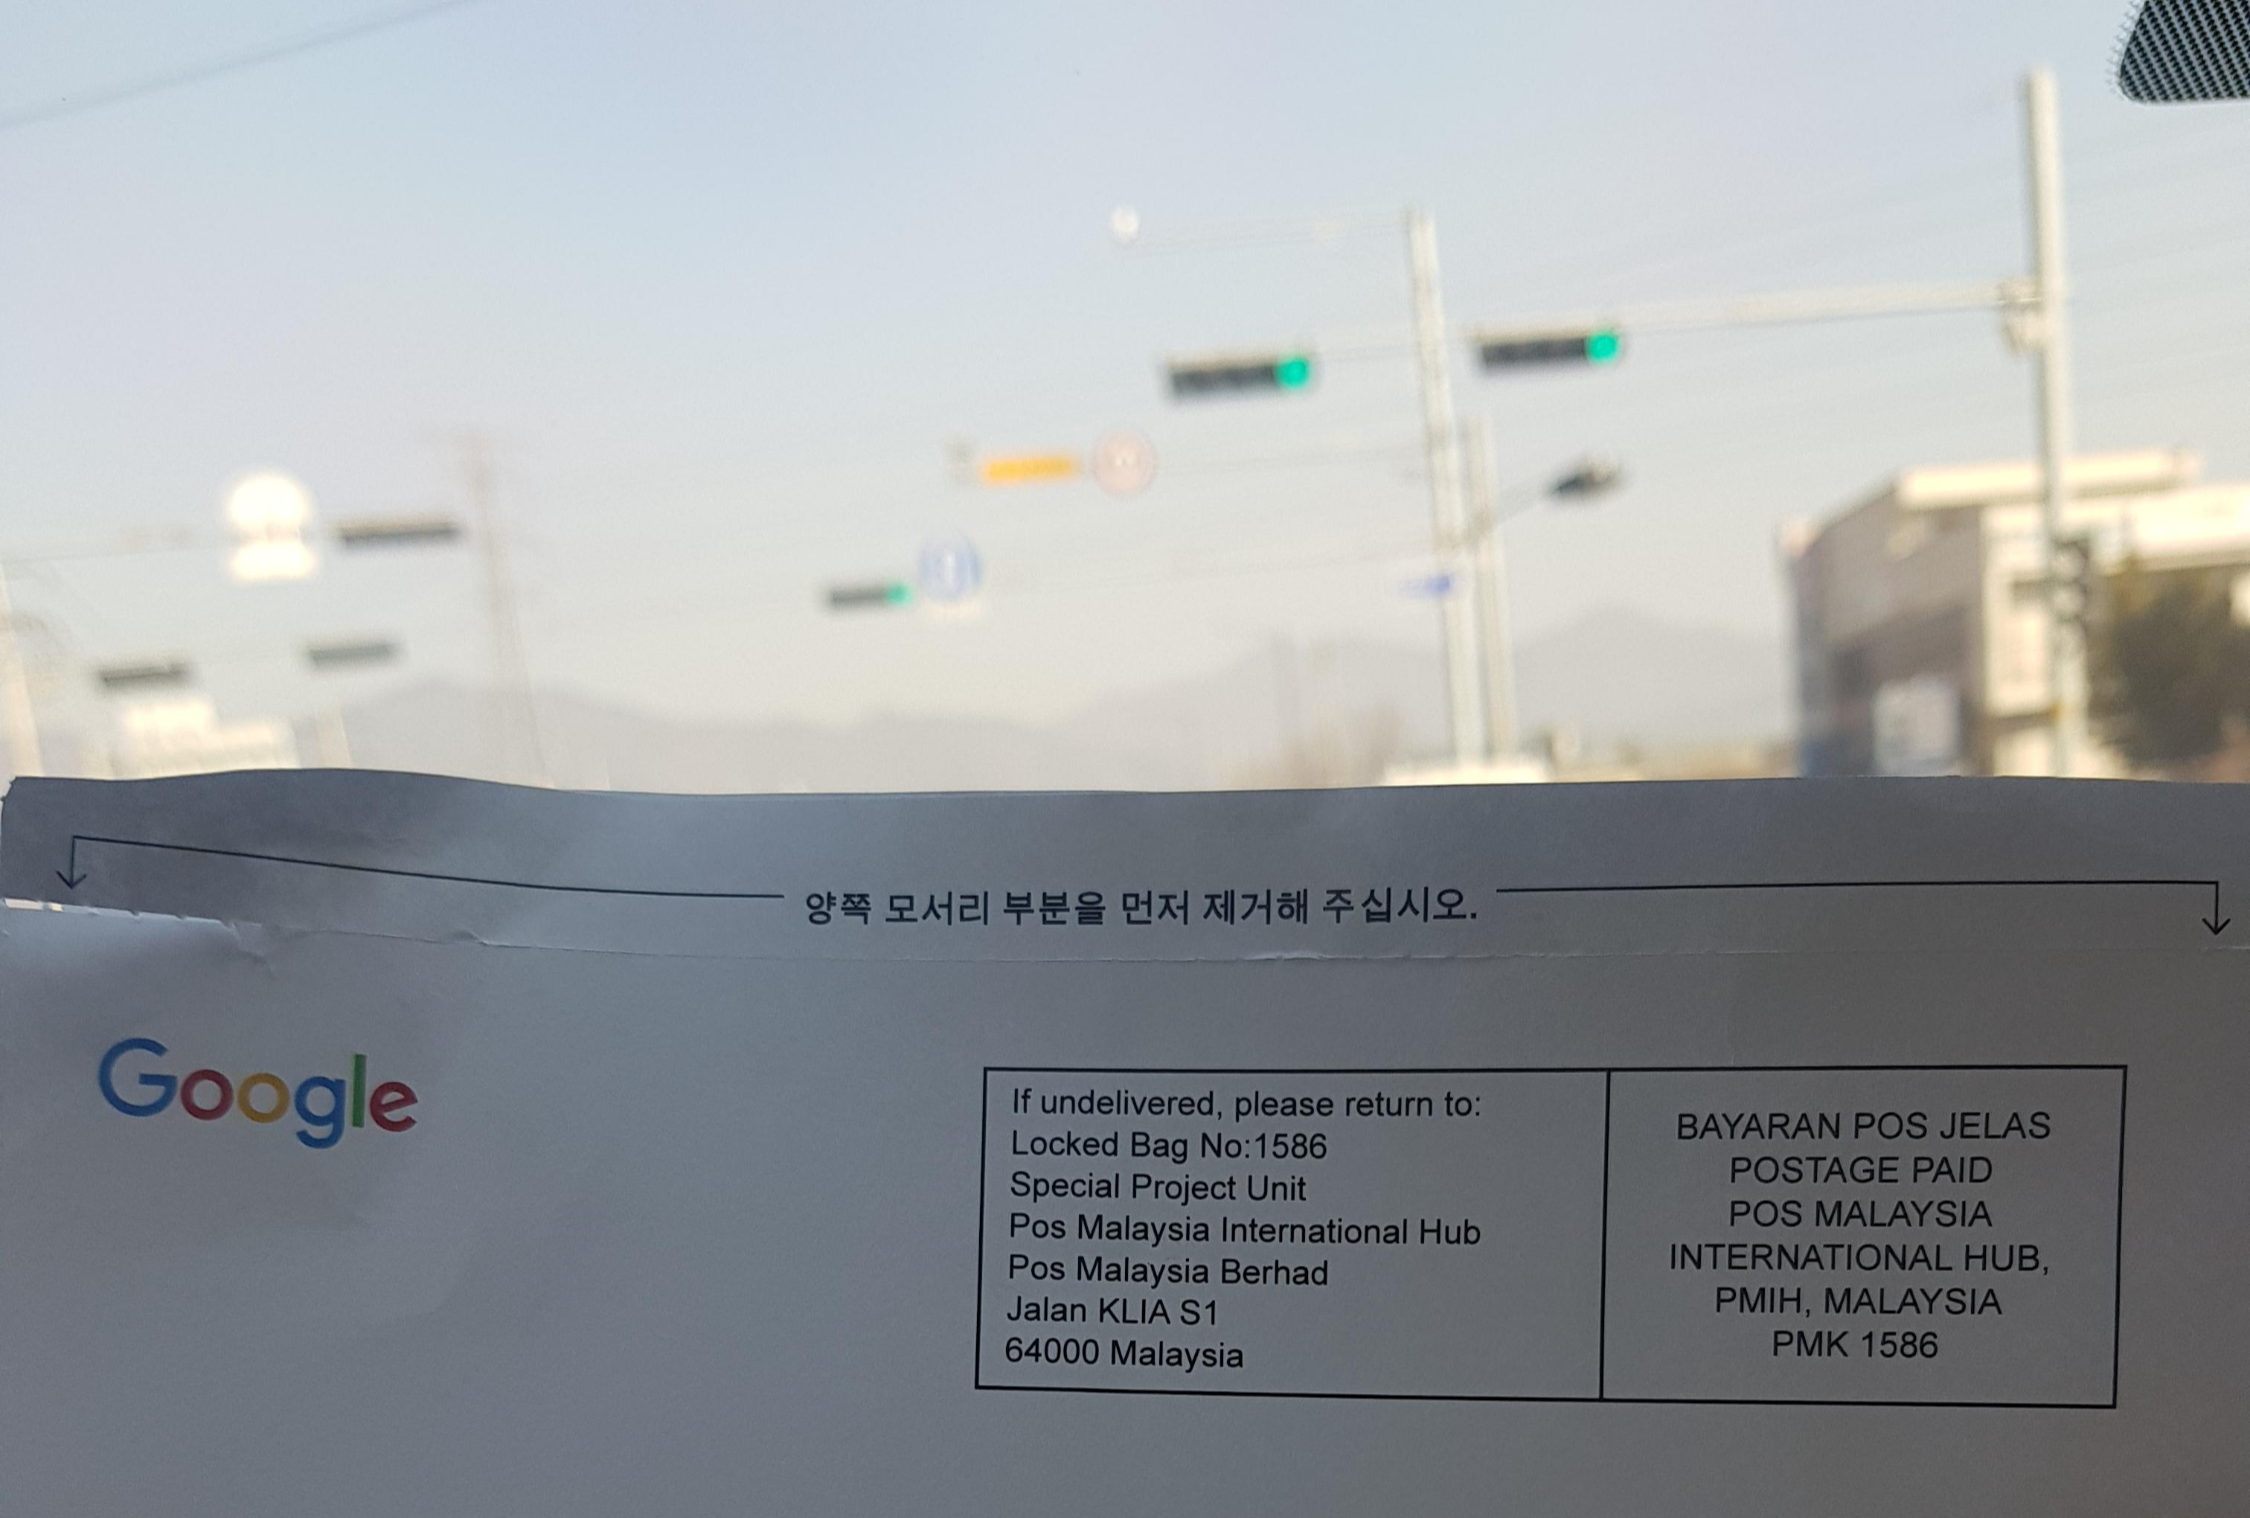 양쪽 모서리 부분을 먼저 제거해 주십시오.
Google
If undelivered, please return to:
Locked Bag No:1586
Special Project Unit
Pos Malaysia International Hub
Pos Malaysia Berhad
Jalan KLIA S1
64000 Malaysia
BAYARAN POS JELAS
POSTAGE PAID
POS MALAYSIA
INTERNATIONAL HUB,
PMIH, MALAYSIA
PMK 1586